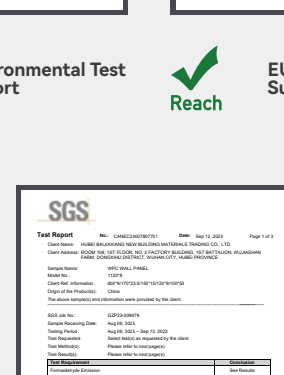 ronmental Test
ort
Reach
EU
Su
SGS
Test Report No.: CANEC23007807701 Date: Sep 12, 2023 Page 1 of 3
Client Name: HUBEI BAIJIAXIANG NEW BUILDING MATERIALS TRADING CO., LTD.
Client Address: ROOM 108, 1ST FLOOR, NO. 2 FACTORY BUILDING, 1ST BATTALION, WUJIASHAN
FARM, DONGXIHU DISTRICT, WUHAN CITY, HUBEI PROVINCE
Sample Name: WPC WALL PANEL
Model No.: 1120*8
Client Ref. Information:
Origin of the Product(s): China
The above sample(s) and information were provided by the client.
SGS Job No.: GZP23-009978
Sample Receiving Date: Aug 09, 2023
Testing Period: Aug 09, 2023 ~ Sep 12, 2023
Test Requested: Select test(s) as requested by the client.
Test Method(s): Please refer to next page(s).
Test Result(s): Please refer to next page(s).
Test Requirement Conclusion
Formaldehyde Emission See Results